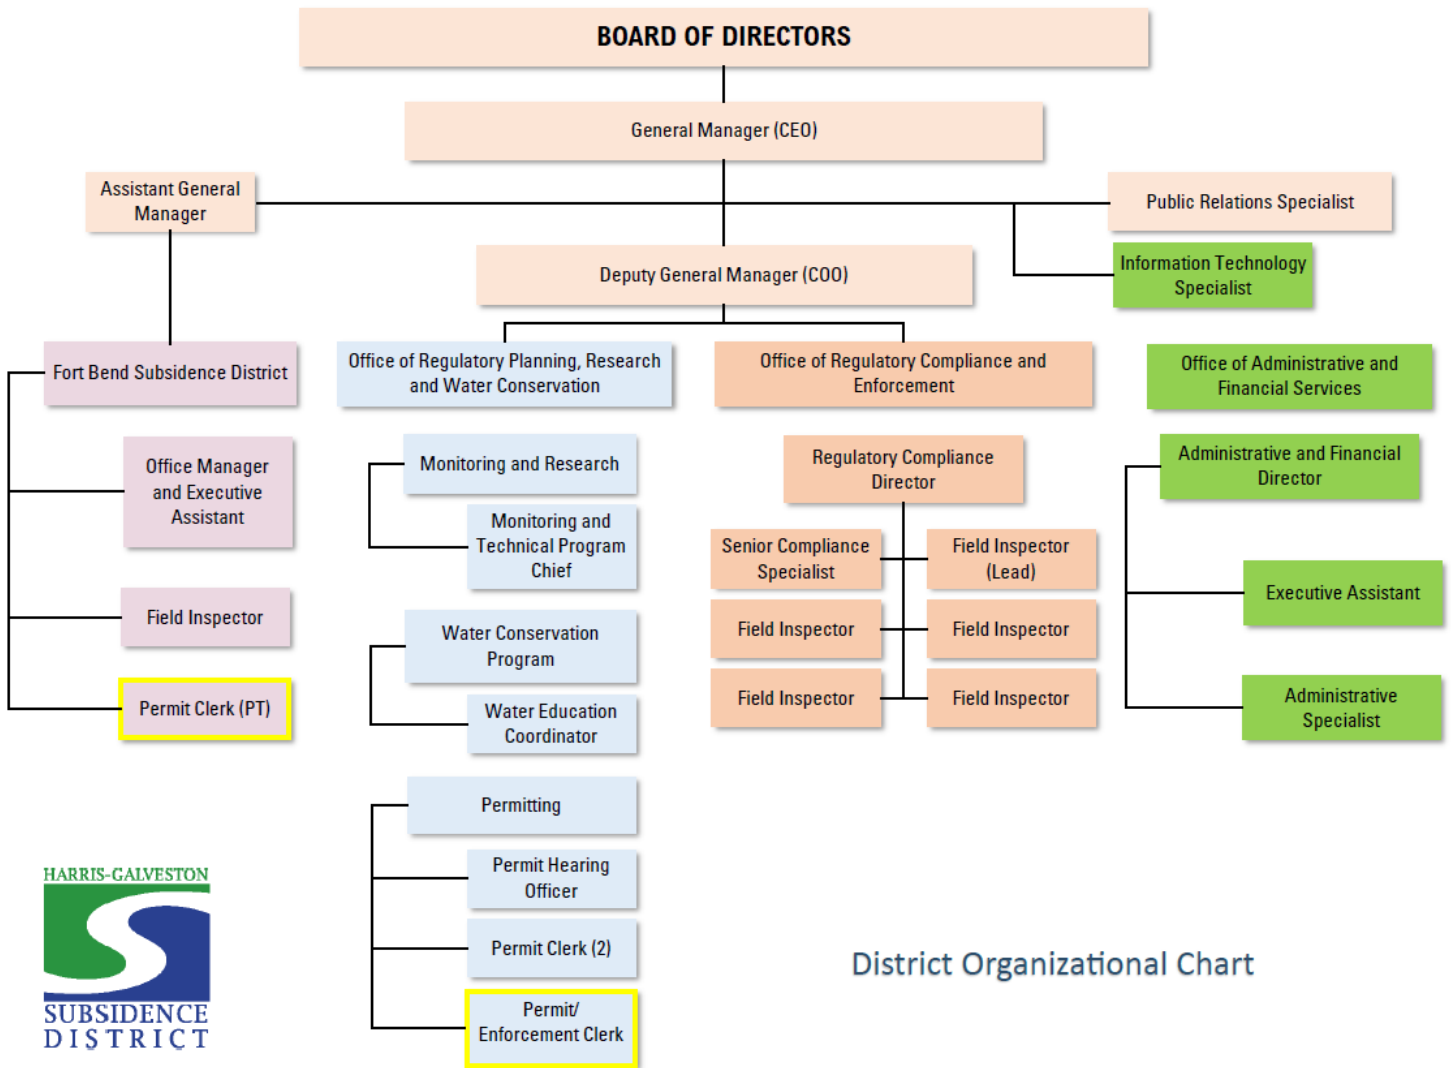 BOARD OF DIRECTORS
General Manager (CEO)
Assistant General
Manager
Public Relations Specialist
Deputy General Manager (COO)
Information Technology
Specialist
Fort Bend Subsidence District
Office Manager
and Executive
Assistant
Field Inspector
Permit Clerk (PT)
Office of Regulatory Planning, Research
and Water Conservation
Monitoring and Research
Monitoring and
Technical Program
Chief
Water Conservation
Program
Water Education
Coordinator
Permitting
Permit Hearing
Officer
Permit Clerk (2)
Permit/
Enforcement Clerk
Office of Regulatory Compliance and
Enforcement
Regulatory Compliance
Director
Senior Compliance
Specialist
Field Inspector
(Lead)
Field Inspector
Field Inspector
Field Inspector
Field Inspector
Office of Administrative and
Financial Services
Administrative and Financial
Director
Executive Assistant
Administrative
Specialist
HARRIS-GALVESTON
SUBSIDENCE
DISTRICT
District Organizational Chart